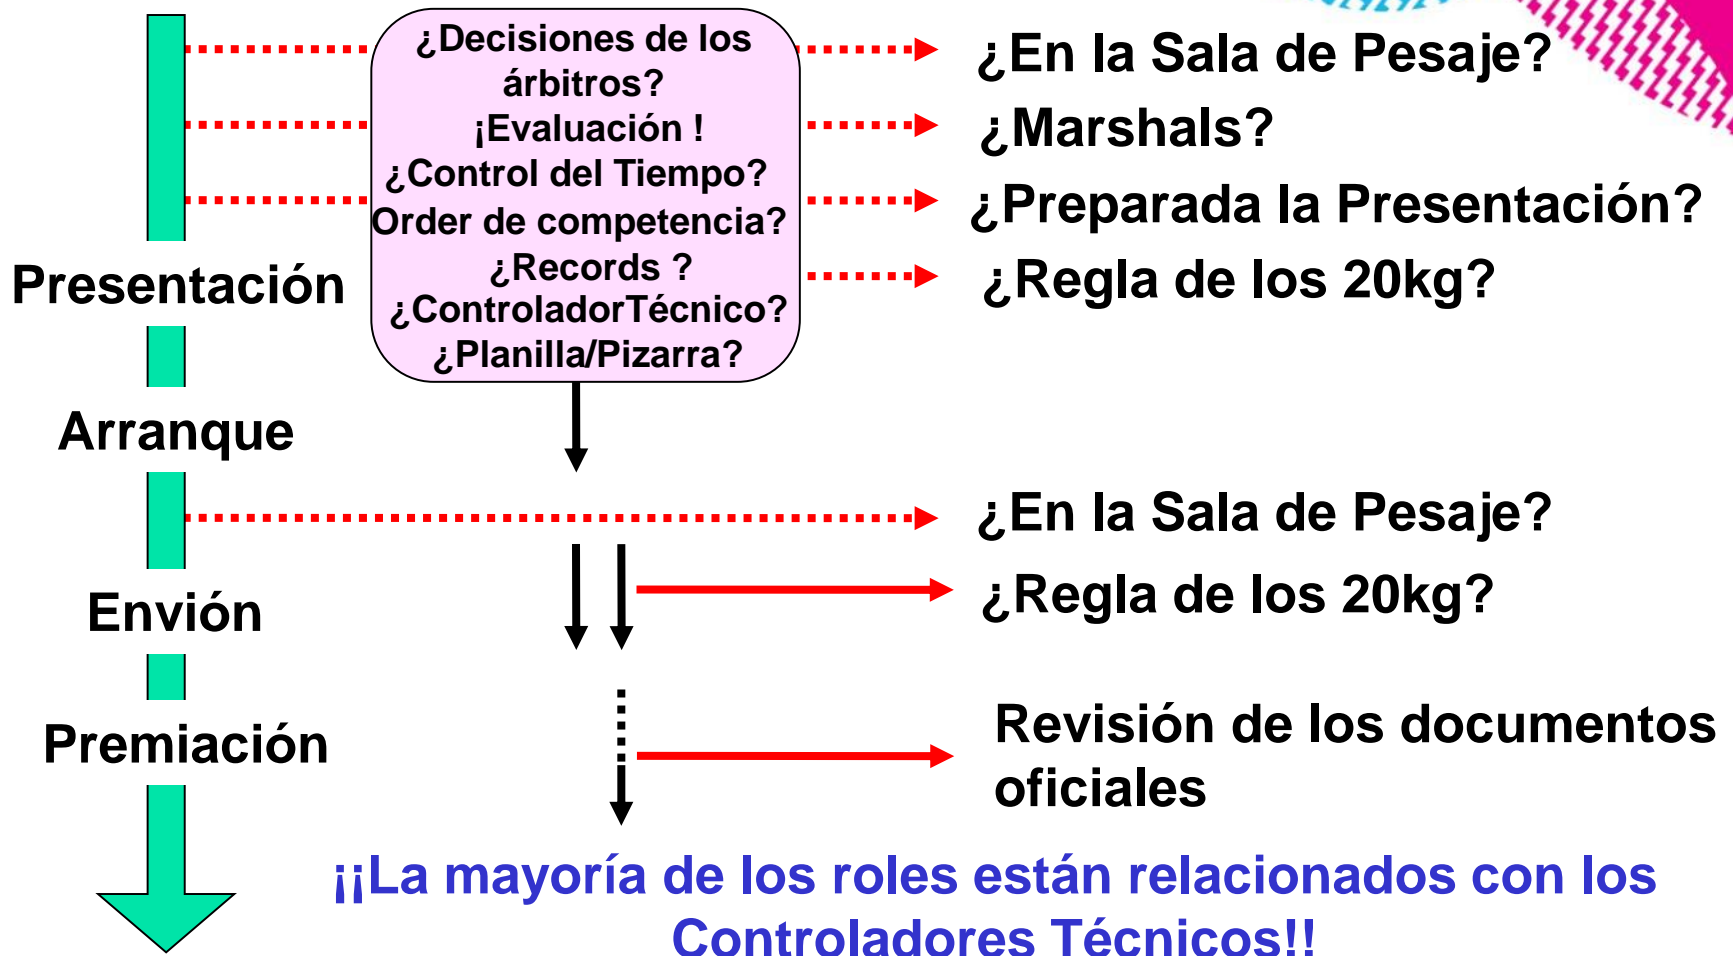 ¿Decisiones de los
árbitros?
¡Evaluación !
¿Control del Tiempo?
Order de competencia?
¿Records ?
¿ControladorTécnico?
¿Planilla/Pizarra?
¿En la Sala de Pesaje?
¿Marshals?
¿Preparada la Presentación?
¿Regla de los 20kg?
Presentación
Arranque
¿En la Sala de Pesaje?
Envión
¿Regla de los 20kg?
Premiación
Revisión de los documentos
oficiales
¡¡La mayoría de los roles están relacionados con los
Controladores Técnicos!!